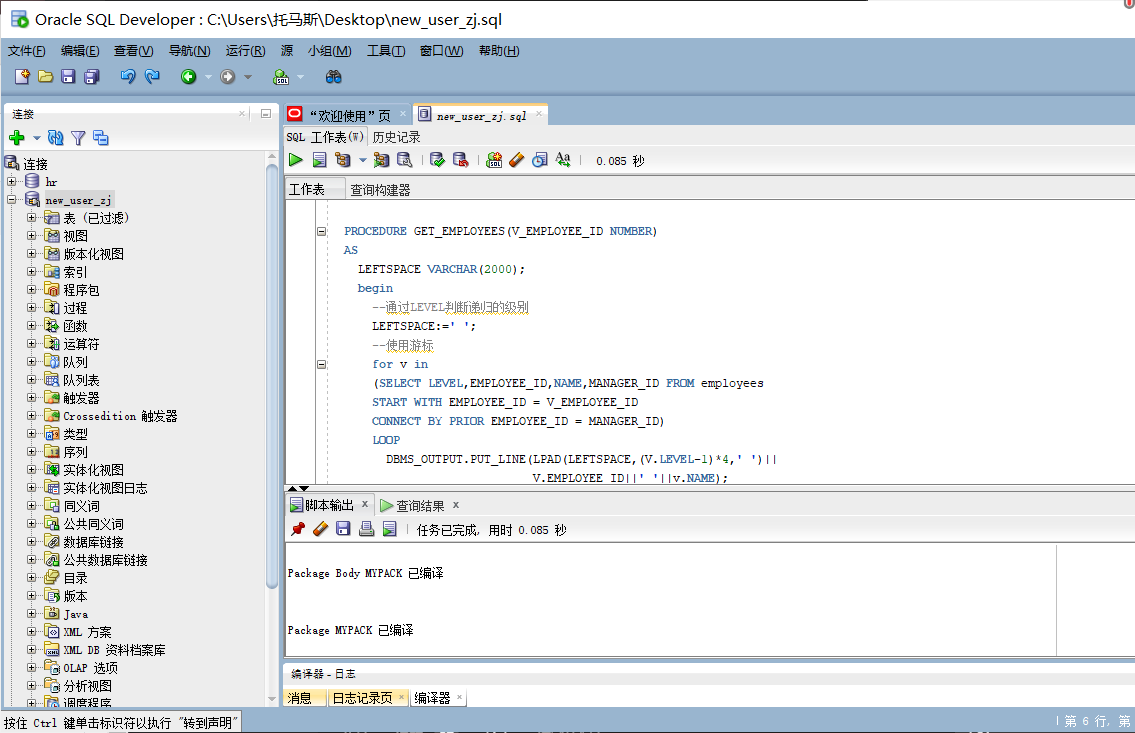 Oracle SQL Developer : C:\Users\托马斯\Desktop\new_user_zj.sql
文件(F) 编辑(E) 查看(V) 导航(N) 运行(R) 源 小组(M) 工具(T) 窗口(W) 帮助(H)
连接
连接
hr
new_user_zj
表 (已过滤)
视图
版本化视图
索引
程序包
过程
函数
运算符
队列
队列表
触发器
Crossedition 触发器
类型
序列
实体化视图
实体化视图日志
同义词
公共同义词
数据库链接
公共数据库链接
目录
版本
Java
XML 方案
XML DB 资料档案库
OLAP 选项
分析视图
调度程序
“欢迎使用”页 new_user_zj.sql
SQL 工作表(W) 历史记录
0.085 秒
工作表 查询构建器
PROCEDURE GET_EMPLOYEES(V_EMPLOYEE_ID NUMBER)
AS
LEFTSPACE VARCHAR(2000);
begin
--通过LEVEL判断递归的级别
LEFTSPACE:=' ';
--使用游标
for v in
(SELECT LEVEL,EMPLOYEE_ID,NAME,MANAGER_ID FROM employees
START WITH EMPLOYEE_ID = V_EMPLOYEE_ID
CONNECT BY PRIOR EMPLOYEE_ID = MANAGER_ID)
LOOP
DBMS_OUTPUT.PUT_LINE(LPAD(LEFTSPACE,(V.LEVEL-1)*4,' ')||
V.EMPLOYEE_ID||' '||v.NAME);
脚本输出 x 查询结果 x
任务已完成, 用时 0.085 秒
Package Body MYPACK 已编译
Package MYPACK 已编译
编译器 - 日志
消息 日志记录页 编译器
按住 Ctrl 键单击标识符以执行 "转到声明"
第 6 行, 第